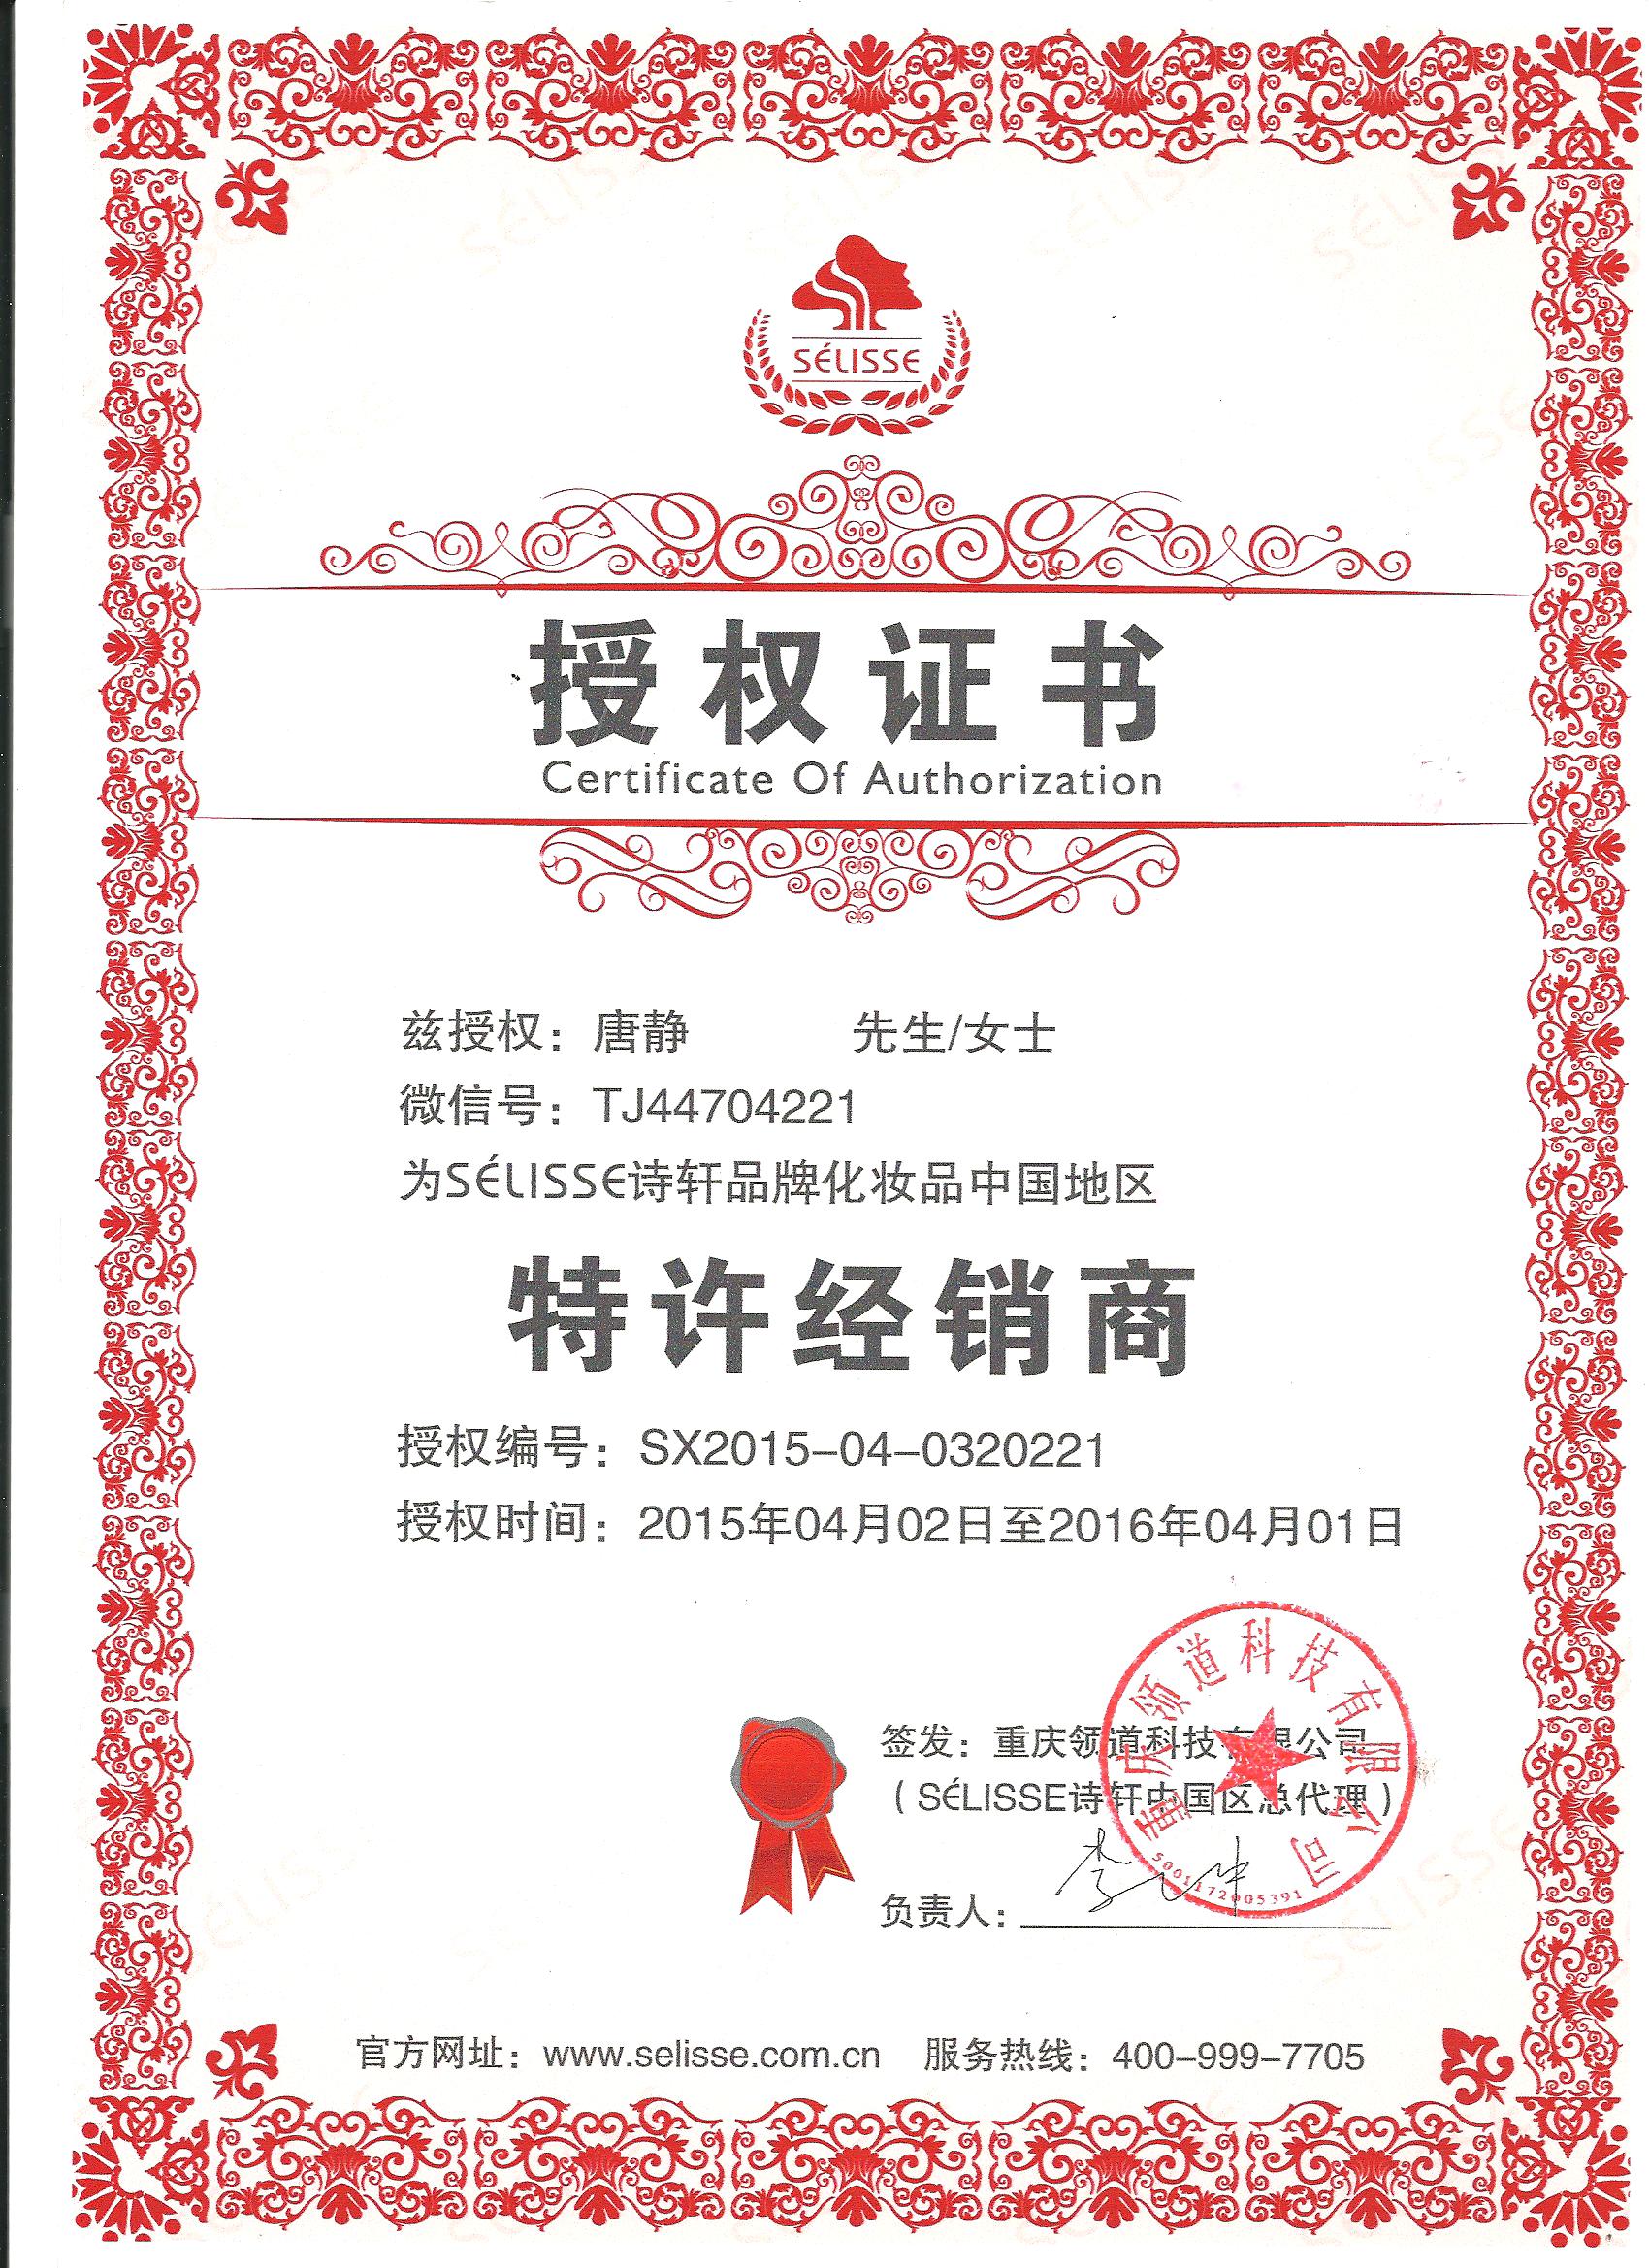 SÉLISSE
授权证书
Certificate Of Authorization
兹授权：唐静 先生/女士
微信号：TJ44704221
为SÉLISSE诗轩品牌化妆品中国地区
特许经销商
授权编号：SX2015-04-0320221
授权时间：2015年04月02日至2016年04月01日
签发：重庆领道科技有限公司
（SÉLISSE诗轩中国区总代理）
重庆领道科技有限公司
5001172005391
负责人：
官方网址：www.selisse.com.cn 服务热线：400-999-7705